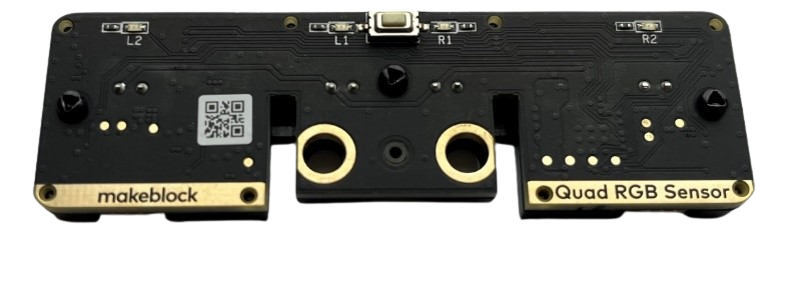 L2
L1
R1
R2
makeblock
Quad RGB Sensor